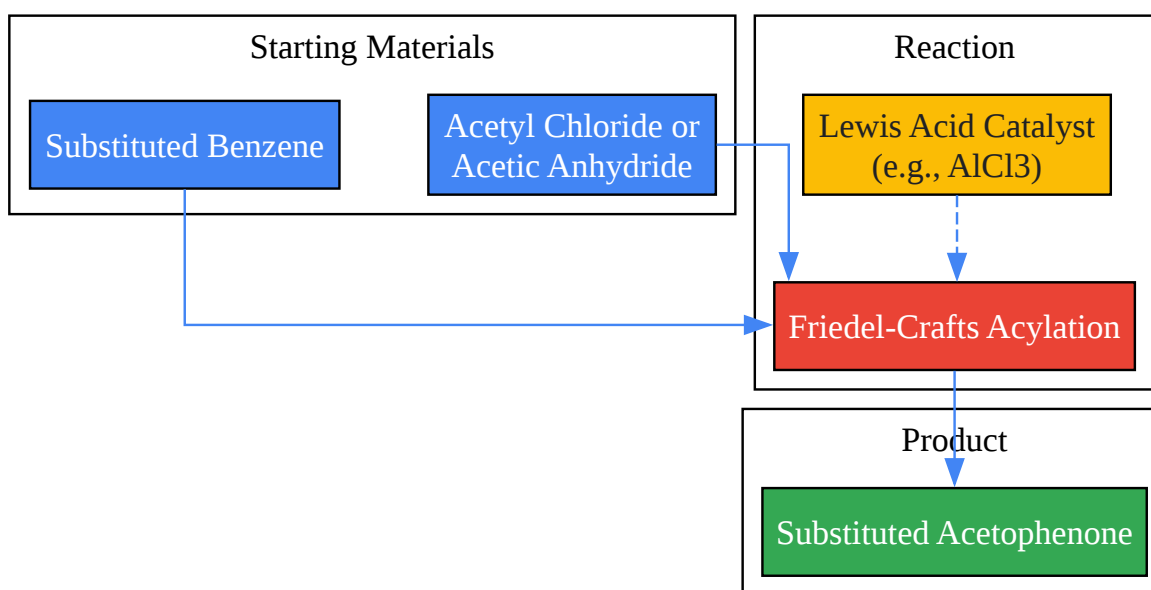 Starting Materials
Substituted Benzene
Acetyl Chloride or
Acetic Anhydride
Reaction
Lewis Acid Catalyst
(e.g., AlCl3)
Friedel-Crafts Acylation
Product
Substituted Acetophenone